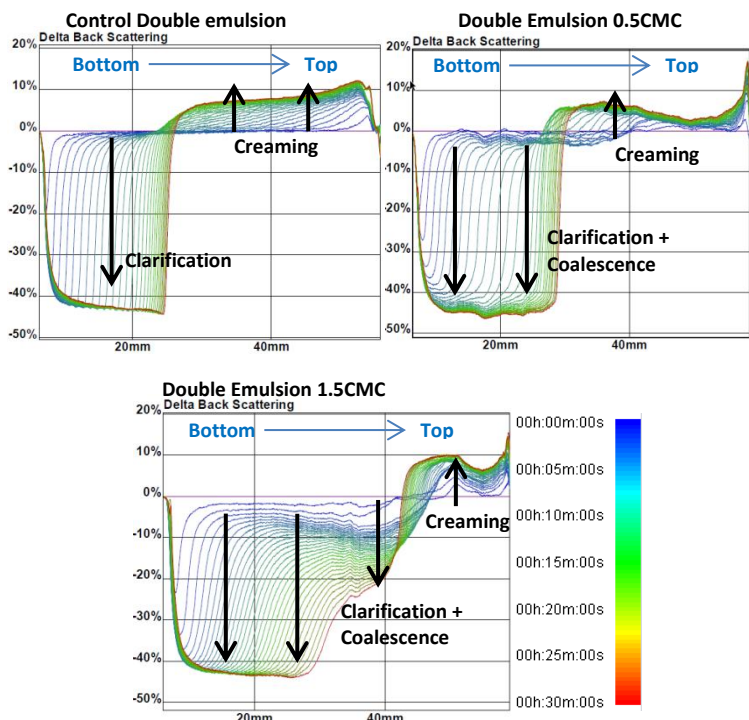 Control Double emulsion
Delta Back Scattering
Bottom
Top
20%
10%
0%
-10%
-20%
-30%
-40%
-50%
Creaming
Clarification
20mm
40mm
Double Emulsion 0.5CMC
Delta Back Scattering
Bottom
Top
20%
10%
0%
-10%
-20%
-30%
-40%
-50%
Creaming
Clarification +
Coalescence
20mm
40mm
Double Emulsion 1.5CMC
Delta Back Scattering
Bottom
Top
20%
10%
0%
-10%
-20%
-30%
-40%
-50%
Creaming
Clarification +
Coalescence
20mm
40mm
00h:00m:00s
00h:05m:00s
00h:10m:00s
00h:15m:00s
00h:20m:00s
00h:25m:00s
00h:30m:00s